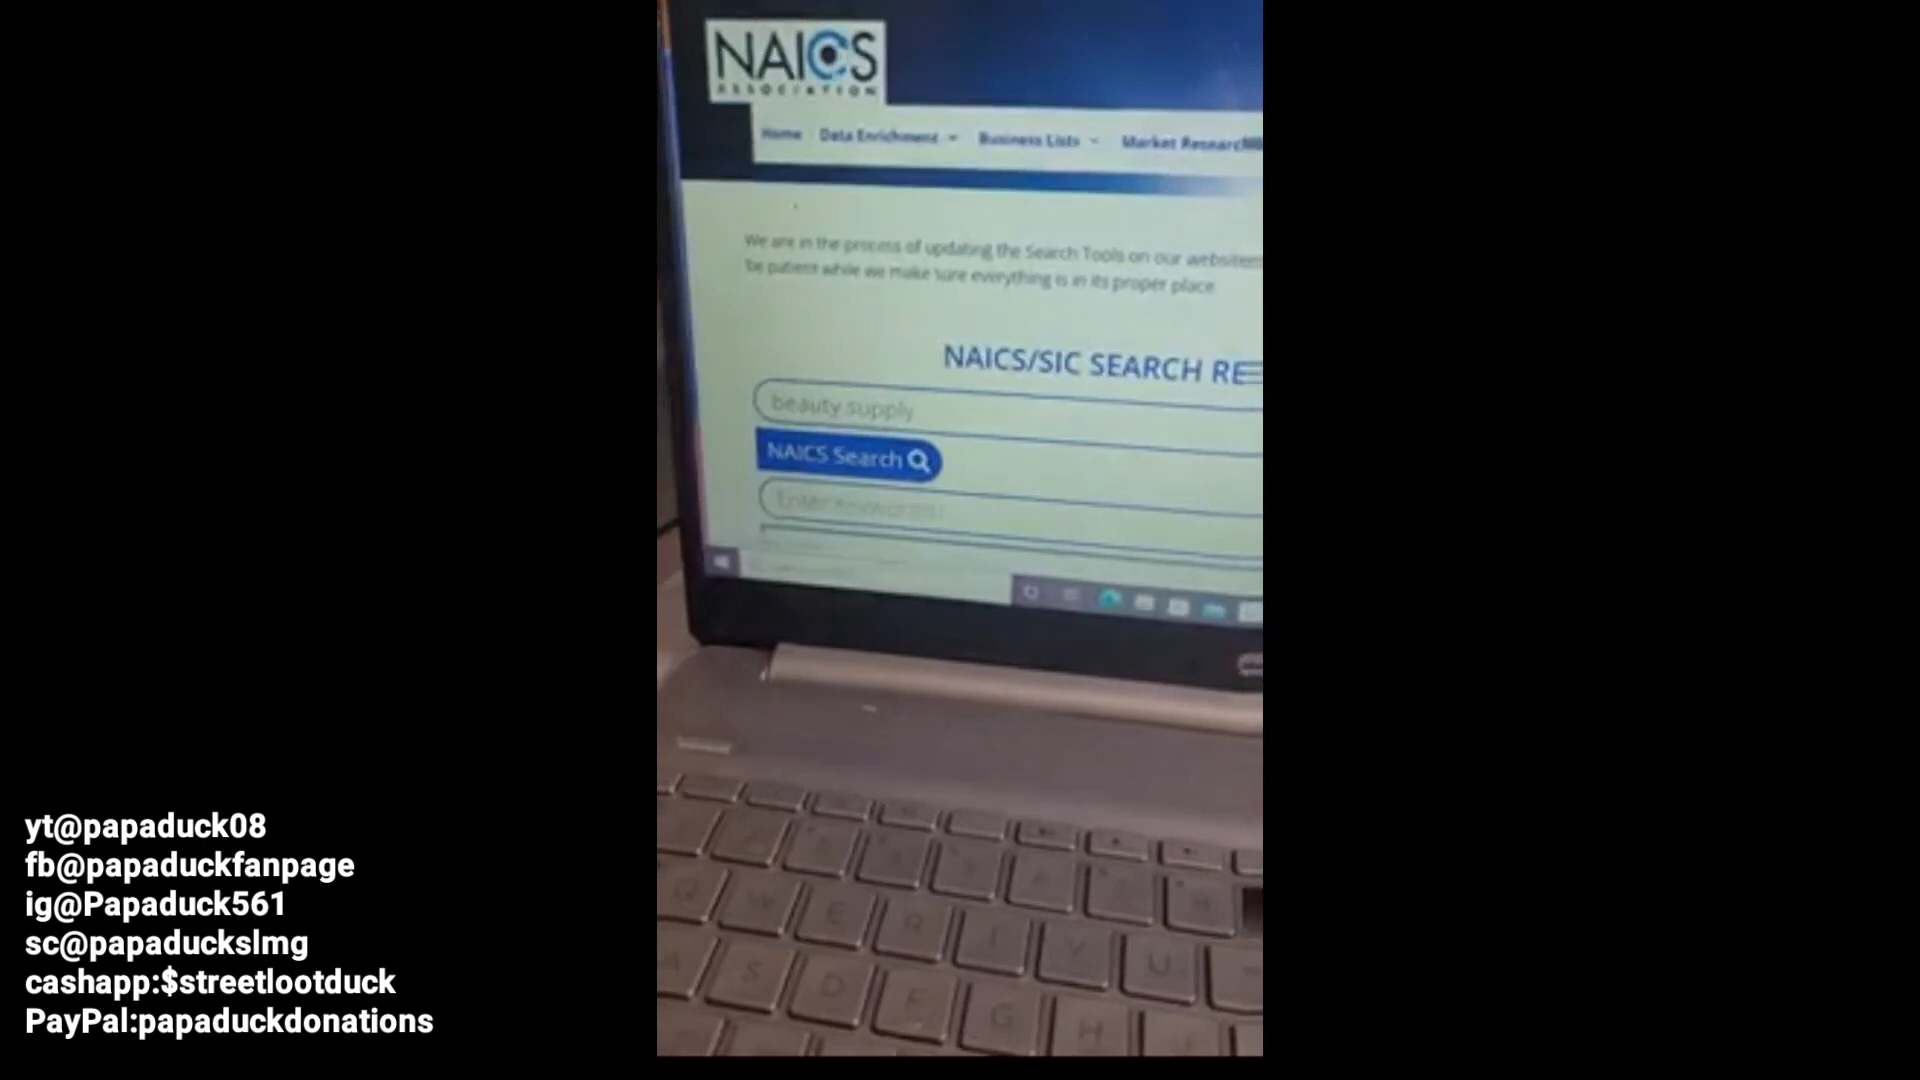 NAICS
ASSOCIATION
Home Data Enrichment Business Lists Market Research
We are in the process of updating the Search Tools on our website
be patient while we make sure everything is in its proper place
NAICS/SIC SEARCH RE
beauty supply
NAICS Search
Enter
Q W E R T Y U
A S D F G H J
yt@papaduck08
fb@papaduckfanpage
ig@Papaduck561
sc@papaduckslmg
cashapp:$streetlootduck
PayPal:papaduckdonations